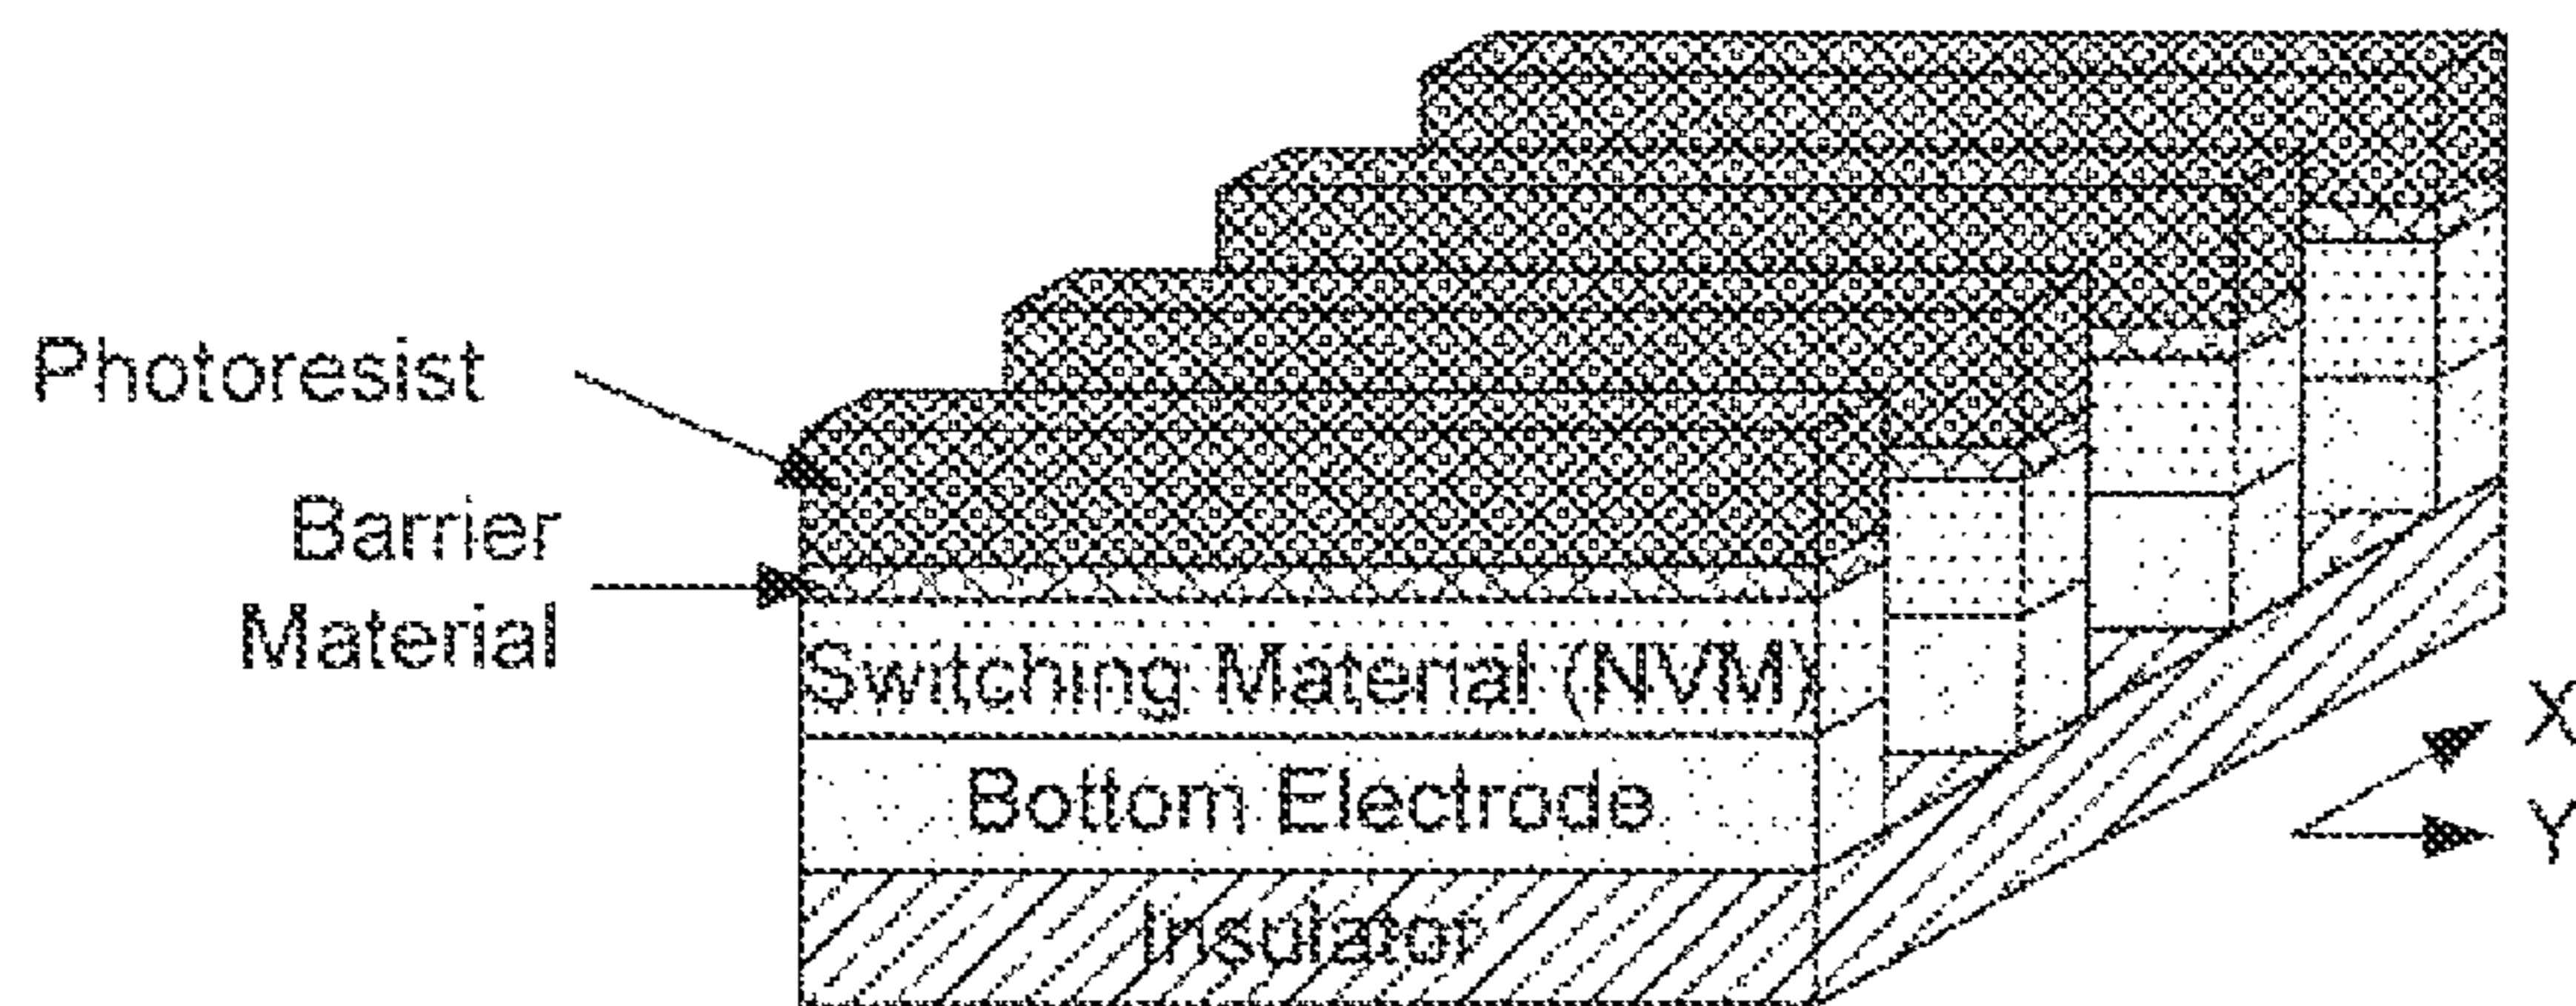 Photoresist
Barrier
Material
Switching Material (NVM)
Bottom Electrode
Insulator
X
Y